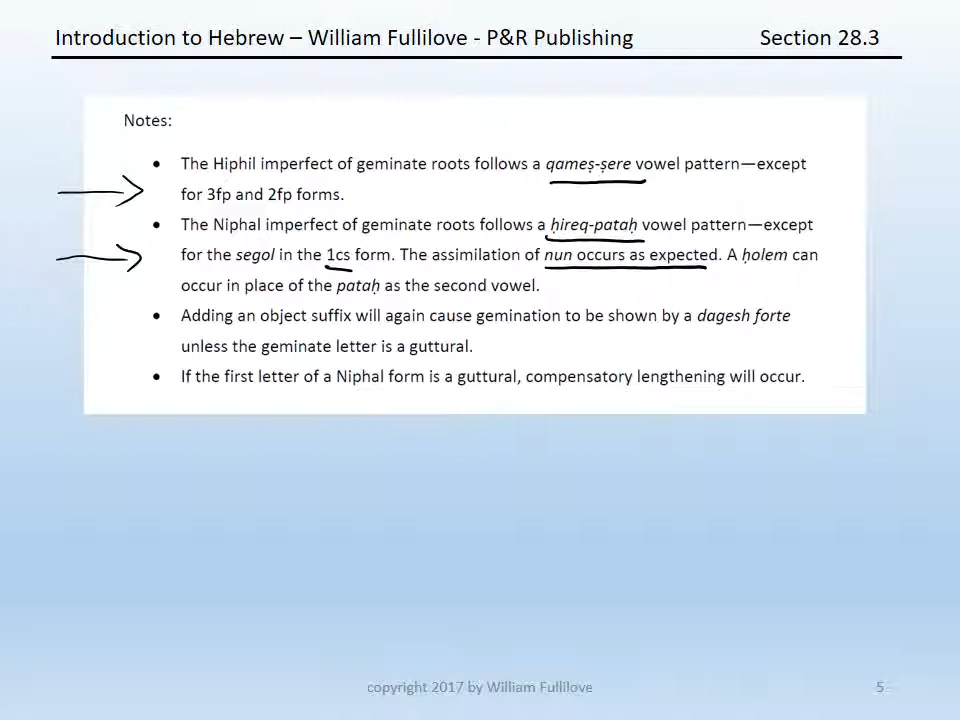 Introduction to Hebrew – William Fullilove - P&R Publishing Section 28.3
Notes:
• The Hiphil imperfect of geminate roots follows a qameṣ-ṣere vowel pattern—except
for 3fp and 2fp forms.
• The Niphal imperfect of geminate roots follows a ḥireq-pataḥ vowel pattern—except
for the segol in the 1cs form. The assimilation of nun occurs as expected. A ḥolem can
occur in place of the pataḥ as the second vowel.
• Adding an object suffix will again cause gemination to be shown by a dagesh forte
unless the geminate letter is a guttural.
• If the first letter of a Niphal form is a guttural, compensatory lengthening will occur.
copyright 2017 by William Fullilove 5